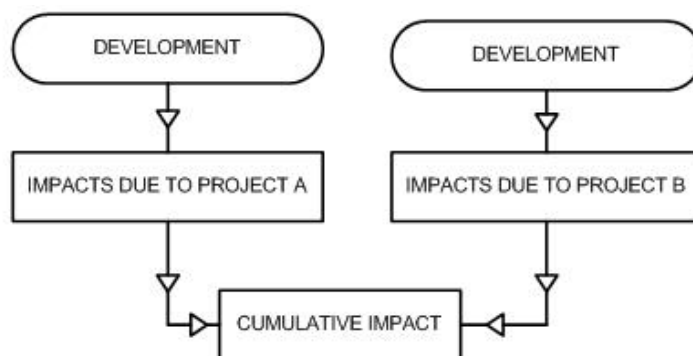 DEVELOPMENT
DEVELOPMENT
IMPACTS DUE TO PROJECT A
IMPACTS DUE TO PROJECT B
CUMULATIVE IMPACT